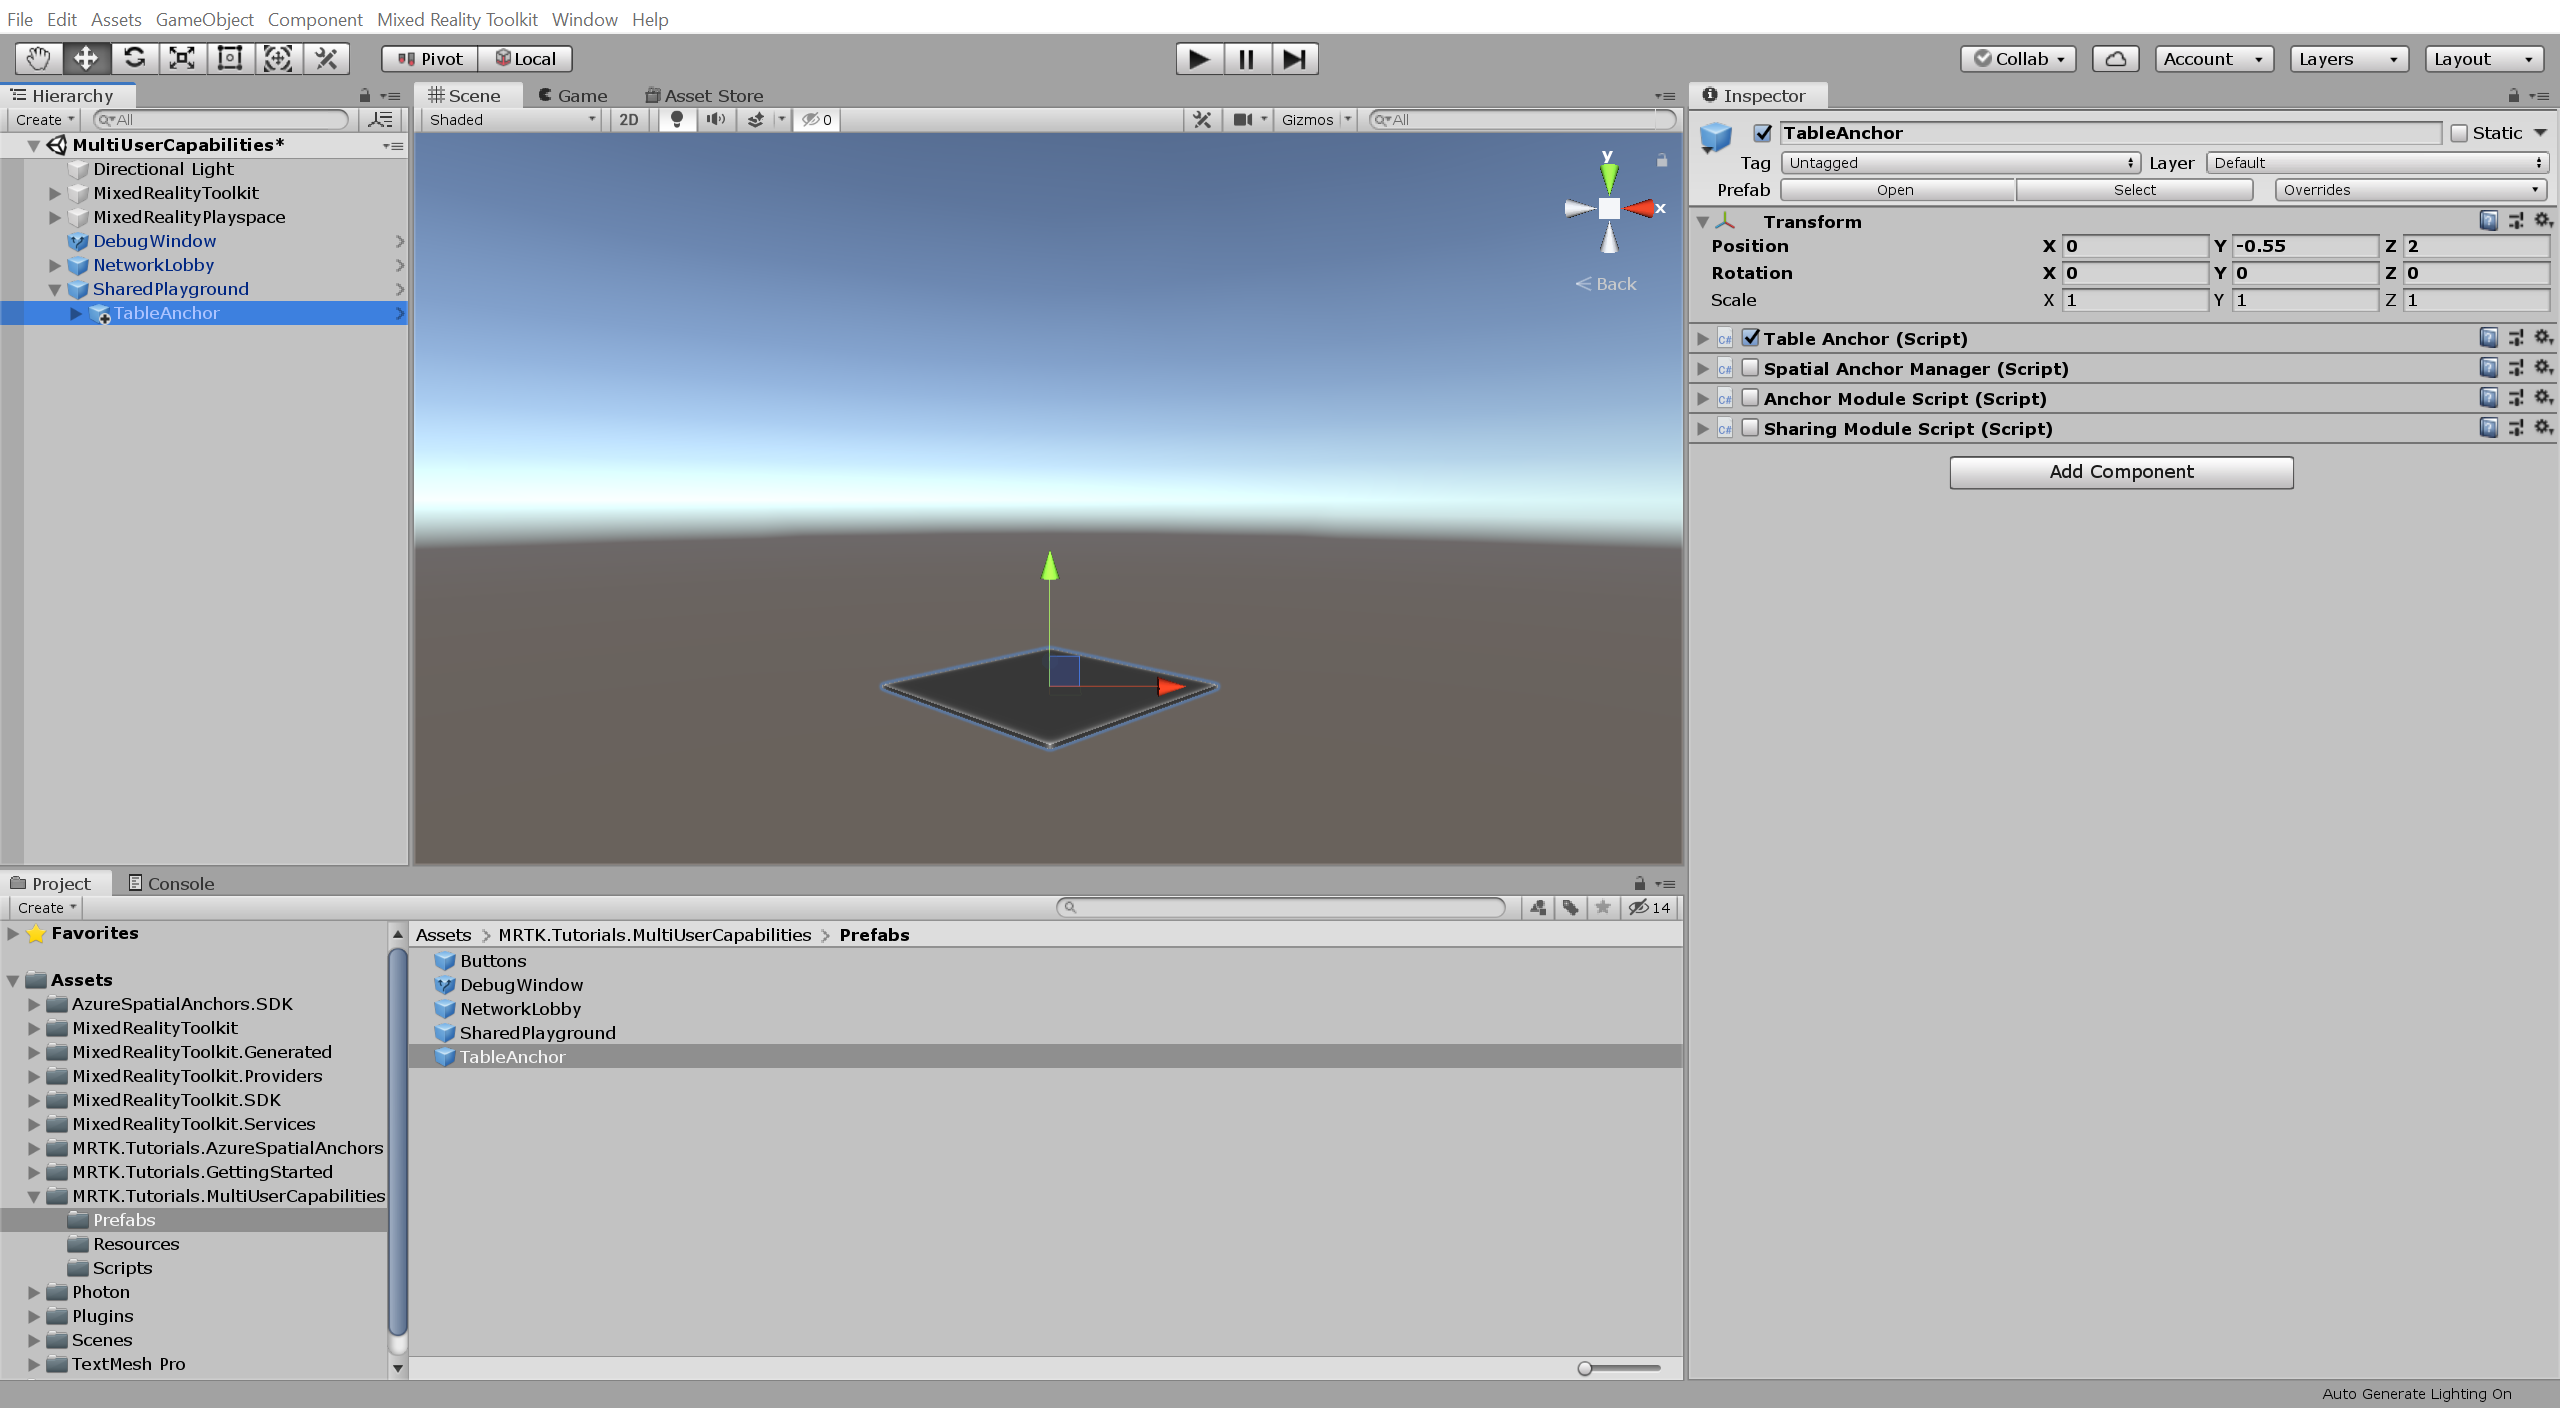 File Edit Assets GameObject Component Mixed Reality Toolkit Window Help
Pivot Local Collab Account Layers Layout
Hierarchy
Create All
MultiUserCapabilities*
Directional Light
MixedRealityToolkit
MixedRealityPlayspace
DebugWindow
NetworkLobby
SharedPlayground
TableAnchor
Scene Game Asset Store
Shaded 2D 0 Gizmos All
y
x
Back
Inspector
TableAnchor Static
Tag Untagged Layer Default
Prefab Open Select Overrides
Transform
Position X 0 Y -0.55 Z 2
Rotation X 0 Y 0 Z 0
Scale X 1 Y 1 Z 1
C# Table Anchor (Script)
C# Spatial Anchor Manager (Script)
C# Anchor Module Script (Script)
C# Sharing Module Script (Script)
Add Component
Project Console
Create 14
Favorites
Assets
AzureSpatialAnchors.SDK
MixedRealityToolkit
MixedRealityToolkit.Generated
MixedRealityToolkit.Providers
MixedRealityToolkit.SDK
MixedRealityToolkit.Services
MRTK.Tutorials.AzureSpatialAnchors
MRTK.Tutorials.GettingStarted
MRTK.Tutorials.MultiUserCapabilities
Prefabs
Resources
Scripts
Photon
Plugins
Scenes
TextMesh Pro
Assets > MRTK.Tutorials.MultiUserCapabilities > Prefabs
Buttons
DebugWindow
NetworkLobby
SharedPlayground
TableAnchor
Auto Generate Lighting On